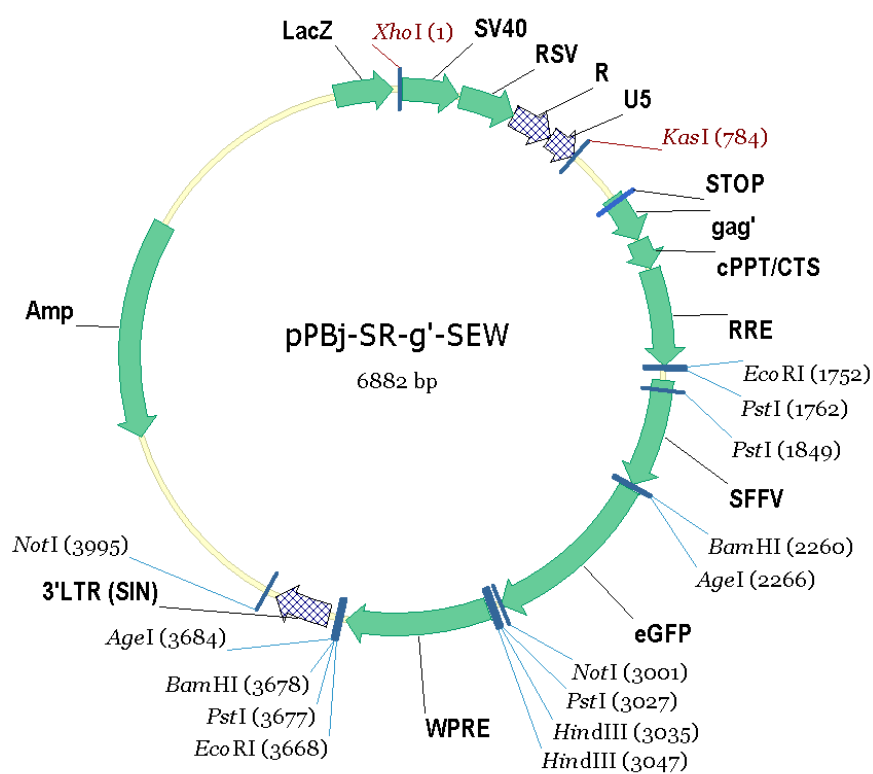 LacZ
XhoI (1)
SV40
RSV
R
U5
KasI (784)
STOP
gag'
cPPT/CTS
RRE
EcoRI (1752)
PstI (1762)
PstI (1849)
SFFV
BamHI (2260)
AgeI (2266)
eGFP
NotI (3001)
PstI (3027)
HindIII (3035)
HindIII (3047)
WPRE
EcoRI (3668)
PstI (3677)
BamHI (3678)
AgeI (3684)
3'LTR (SIN)
NotI (3995)
Amp
pPBj-SR-g'-SEW
6882 bp